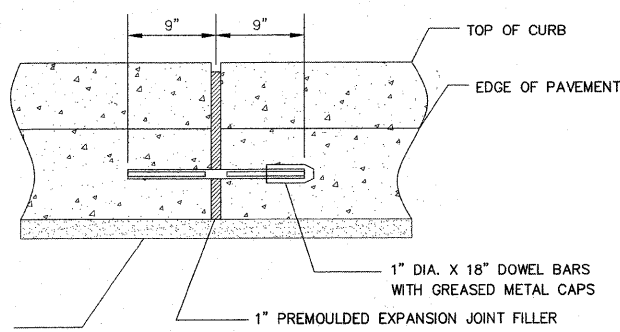 9" 9"
TOP OF CURB
EDGE OF PAVEMENT
1" DIA. X 18" DOWEL BARS
WITH GREASED METAL CAPS
1" PREMOULDED EXPANSION JOINT FILLER